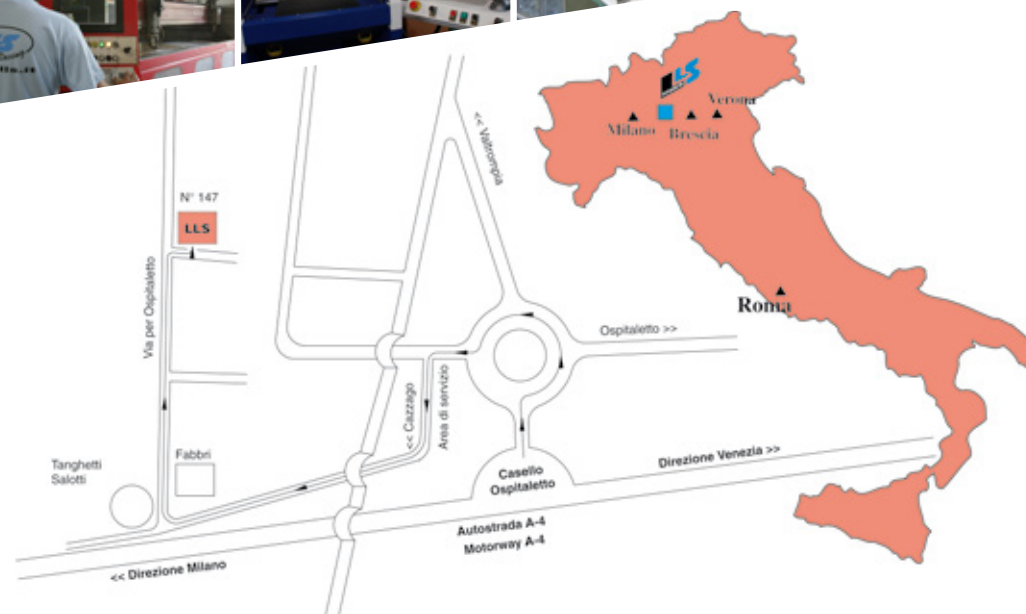 LS
Verona
Milano
Brescia
Roma
<< Valtrompia
N° 147
LLS
Via per Ospitaletto
Ospitaletto >>
<< Cazzago
Area di servizio
Tanghetti
Salotti
Fabbri
Casello
Ospitaletto
Direzione Venezia >>
Autostrada A-4
Motorway A-4
<< Direzione Milano